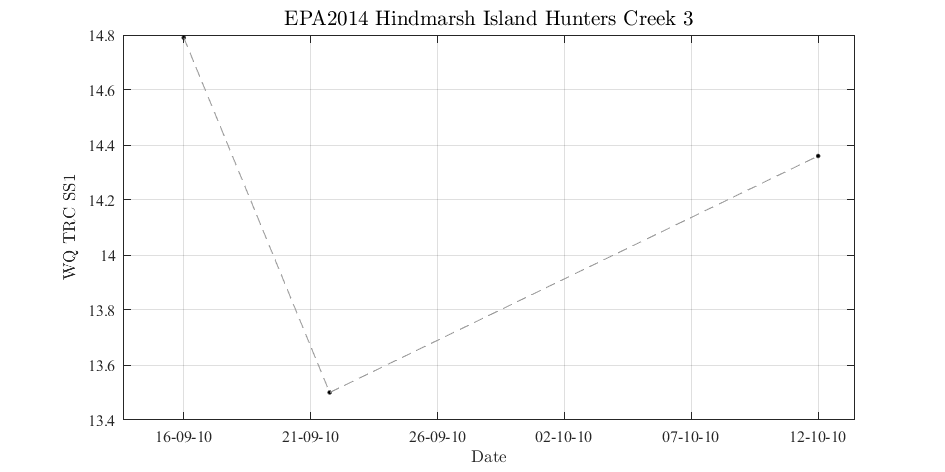 EPA2014 Hindmarsh Island Hunters Creek 3
14.8
14.6
14.4
14.2
14
13.8
13.6
13.4
WQ TRC SS1
16-09-10 21-09-10 26-09-10 02-10-10 07-10-10 12-10-10
Date